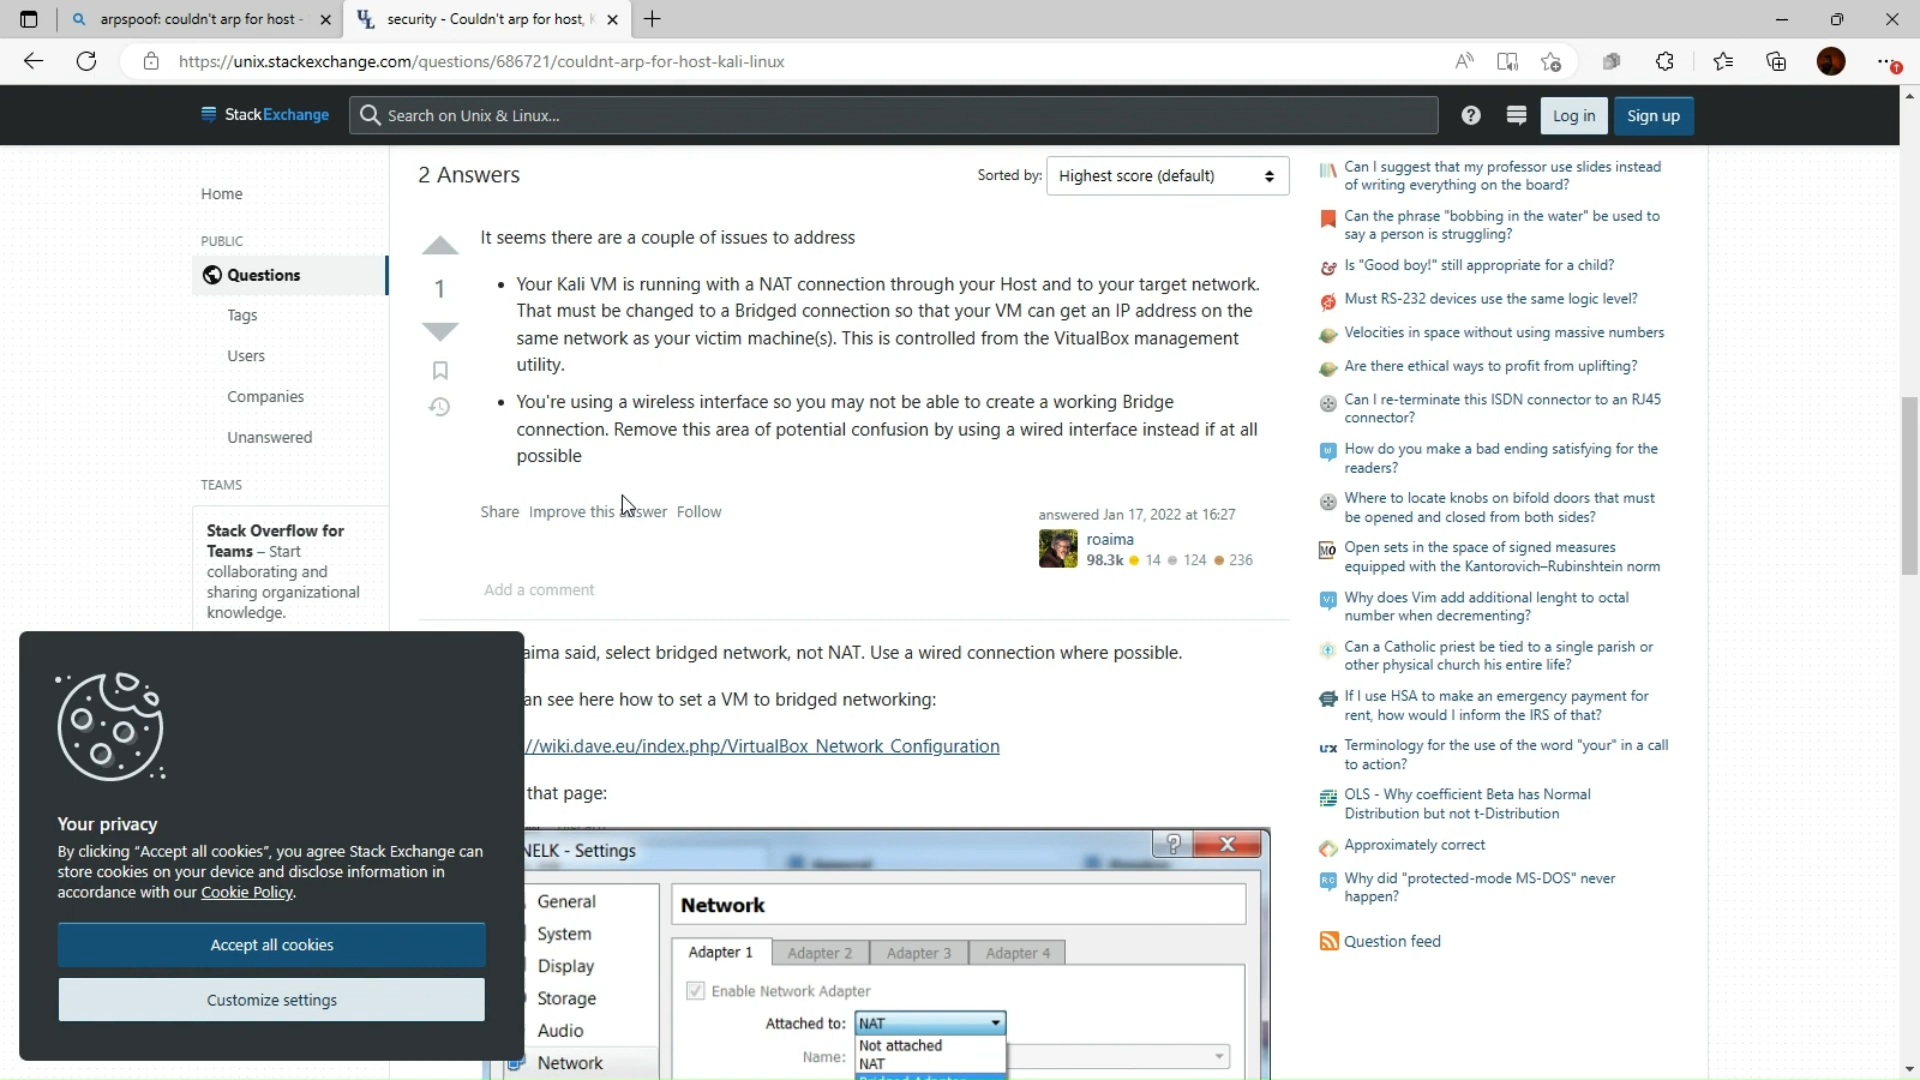 arpspoof: couldn't arp for host -
security - Couldn't arp for host, K
https://unix.stackexchange.com/questions/686721/couldnt-arp-for-host-kali-linux
StackExchange
Search on Unix & Linux...
Log in
Sign up
Home
PUBLIC
Questions
Tags
Users
Companies
Unanswered
TEAMS
Stack Overflow for
Teams – Start
collaborating and
sharing organizational
knowledge.
2 Answers
Sorted by:
Highest score (default)
1
It seems there are a couple of issues to address
• Your Kali VM is running with a NAT connection through your Host and to your target network.
That must be changed to a Bridged connection so that your VM can get an IP address on the
same network as your victim machine(s). This is controlled from the VitualBox management
utility.
• You're using a wireless interface so you may not be able to create a working Bridge
connection. Remove this area of potential confusion by using a wired interface instead if at all
possible
Share Improve this answer Follow
answered Jan 17, 2022 at 16:27
roaima
98.3k 14 124 236
Add a comment
aima said, select bridged network, not NAT. Use a wired connection where possible.
an see here how to set a VM to bridged networking:
//wiki.dave.eu/index.php/VirtualBox_Network_Configuration
that page:
NELK - Settings
General
System
Display
Storage
Audio
Network
Network
Adapter 1
Adapter 2
Adapter 3
Adapter 4
Enable Network Adapter
Attached to: NAT
Not attached
Name:
NAT
Bridged Adapter
Your privacy
By clicking "Accept all cookies", you agree Stack Exchange can
store cookies on your device and disclose information in
accordance with our Cookie Policy.
Accept all cookies
Customize settings
Can I suggest that my professor use slides instead
of writing everything on the board?
Can the phrase "bobbing in the water" be used to
say a person is struggling?
Is "Good boy!" still appropriate for a child?
Must RS-232 devices use the same logic level?
Velocities in space without using massive numbers
Are there ethical ways to profit from uplifting?
Can I re-terminate this ISDN connector to an RJ45
connector?
How do you make a bad ending satisfying for the
readers?
Where to locate knobs on bifold doors that must
be opened and closed from both sides?
Open sets in the space of signed measures
equipped with the Kantorovich–Rubinshtein norm
Why does Vim add additional lenght to octal
number when decrementing?
Can a Catholic priest be tied to a single parish or
other physical church his entire life?
If I use HSA to make an emergency payment for
rent, how would I inform the IRS of that?
Terminology for the use of the word "your" in a call
to action?
OLS - Why coefficient Beta has Normal
Distribution but not t-Distribution
Approximately correct
Why did "protected-mode MS-DOS" never
happen?
Question feed